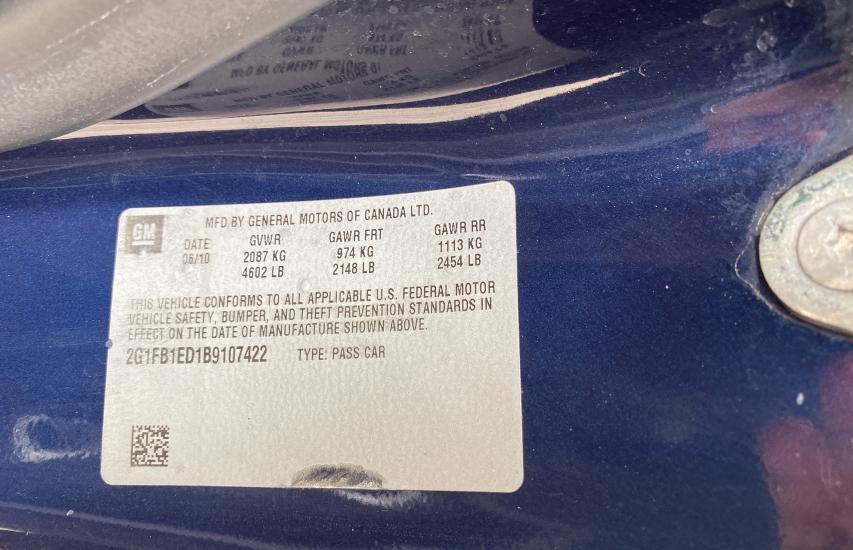 GM
MFD BY GENERAL MOTORS OF CANADA LTD.
DATE GVWR GAWR FRT GAWR RR
06/10 2087 KG 974 KG 1113 KG
4602 LB 2148 LB 2454 LB
THIS VEHICLE CONFORMS TO ALL APPLICABLE U.S. FEDERAL MOTOR
VEHICLE SAFETY, BUMPER, AND THEFT PREVENTION STANDARDS IN
EFFECT ON THE DATE OF MANUFACTURE SHOWN ABOVE.
2G1FB1ED1B9107422 TYPE: PASS CAR